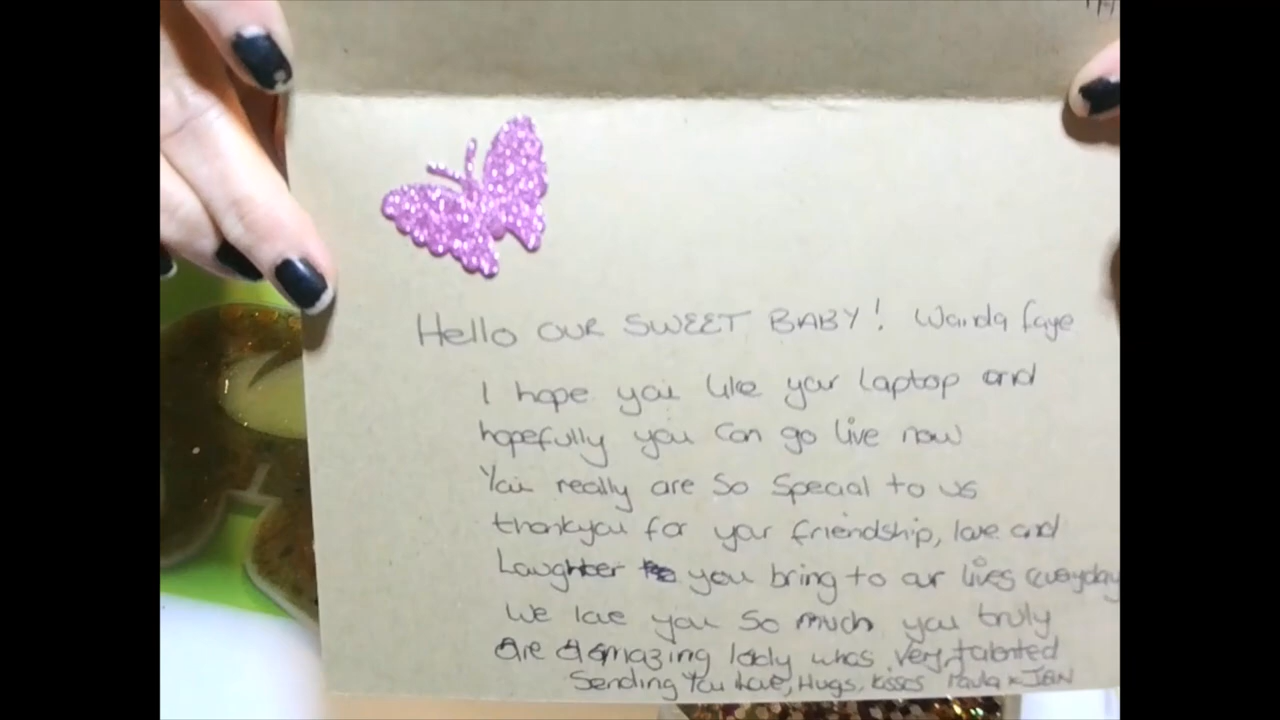 Hello OUR SWEET BABY! Wanda Faye
I hope you like your laptop and
hopefully you can go live now
You really are so special to us
thankyou for your friendship, love and
Laughter you bring to our lives everyday
We love you so much you truly
are a amazing lady whos very talented
Sending You Love, Hugs, kisses Paula x JEN